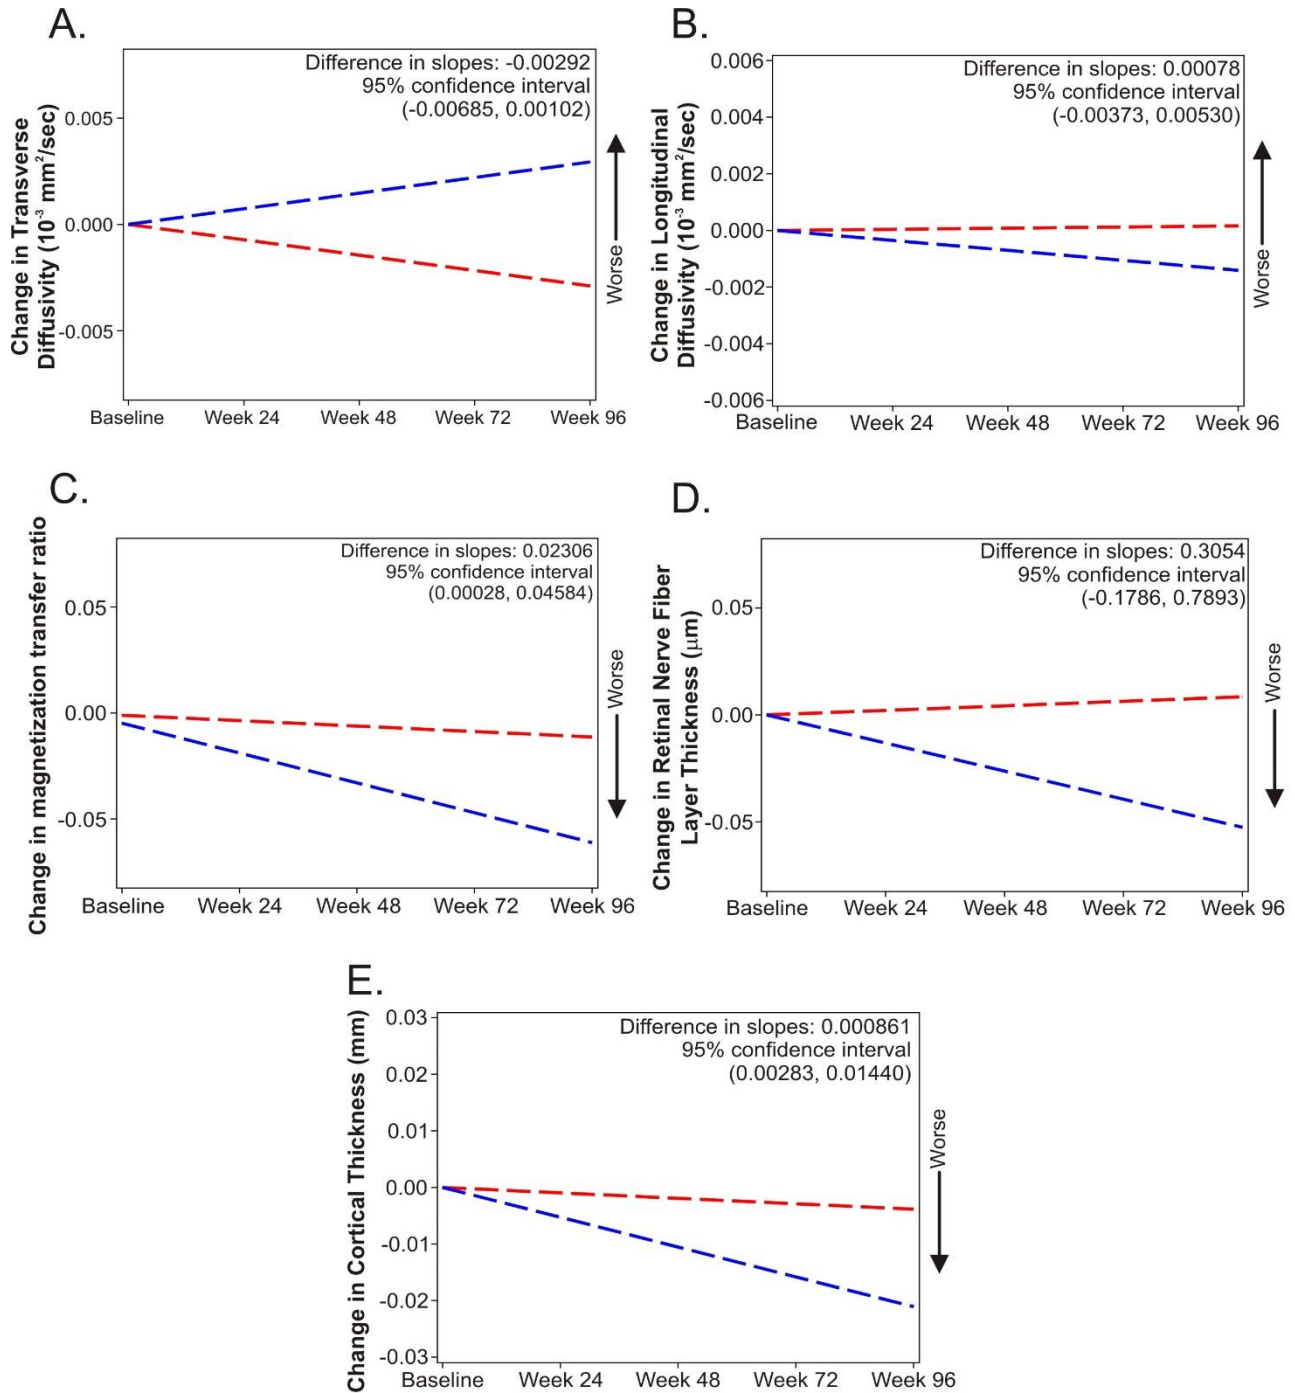 A.
Difference in slopes: -0.00292
95% confidence interval
(-0.00685, 0.00102)
Change in Transverse
Diffusivity (10⁻³ mm²/sec)
0.005
0.000
-0.005
Worse
Baseline Week 24 Week 48 Week 72 Week 96
B.
Difference in slopes: 0.00078
95% confidence interval
(-0.00373, 0.00530)
Change in Longitudinal
Diffusivity (10⁻³ mm²/sec)
0.006
0.004
0.002
0.000
-0.002
-0.004
-0.006
Worse
Baseline Week 24 Week 48 Week 72 Week 96
C.
Difference in slopes: 0.02306
95% confidence interval
(0.00028, 0.04584)
Change in magnetization transfer ratio
0.05
0.00
-0.05
Worse
Baseline Week 24 Week 48 Week 72 Week 96
D.
Difference in slopes: 0.3054
95% confidence interval
(-0.1786, 0.7893)
Change in Retinal Nerve Fiber
Layer Thickness (μm)
0.05
0.00
-0.05
Worse
Baseline Week 24 Week 48 Week 72 Week 96
E.
Difference in slopes: 0.000861
95% confidence interval
(0.00283, 0.01440)
Change in Cortical Thickness (mm)
0.03
0.02
0.01
0.00
-0.01
-0.02
-0.03
Worse
Baseline Week 24 Week 48 Week 72 Week 96